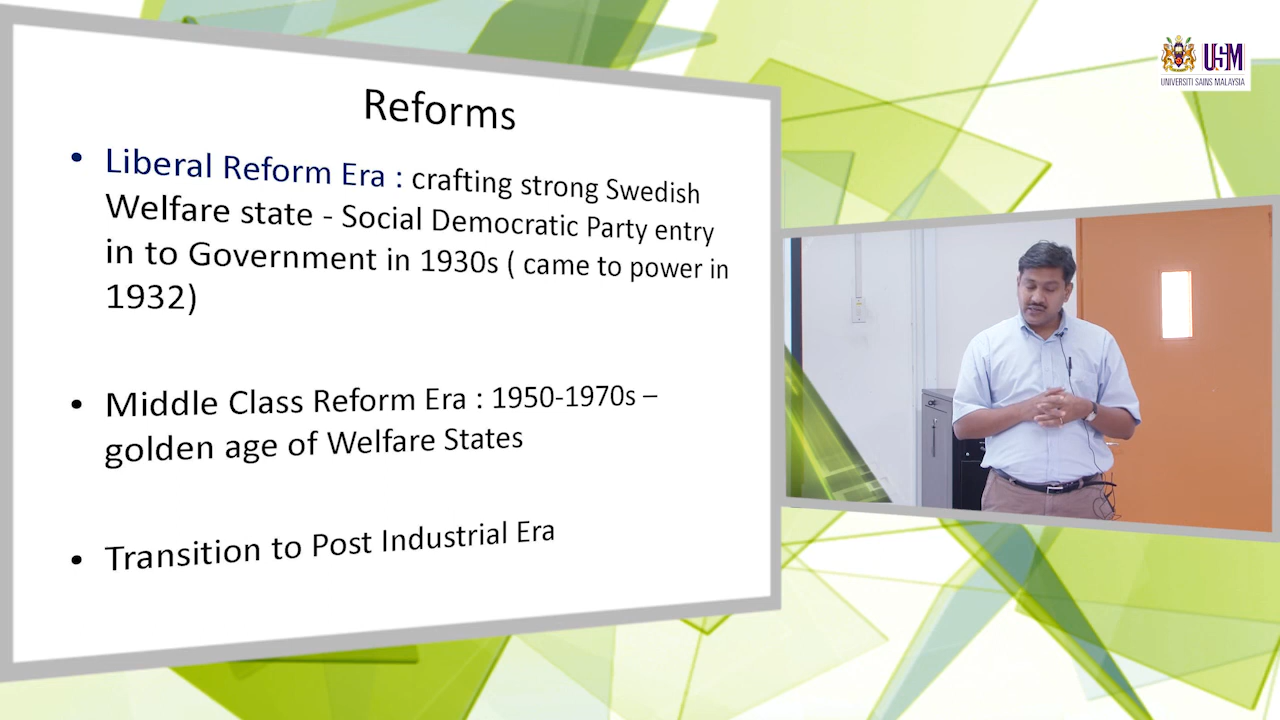 Reforms
• Liberal Reform Era : crafting strong Swedish
Welfare state - Social Democratic Party entry
in to Government in 1930s ( came to power in
1932)
• Middle Class Reform Era : 1950-1970s –
golden age of Welfare States
• Transition to Post Industrial Era
USM
UNIVERSITI SAINS MALAYSIA